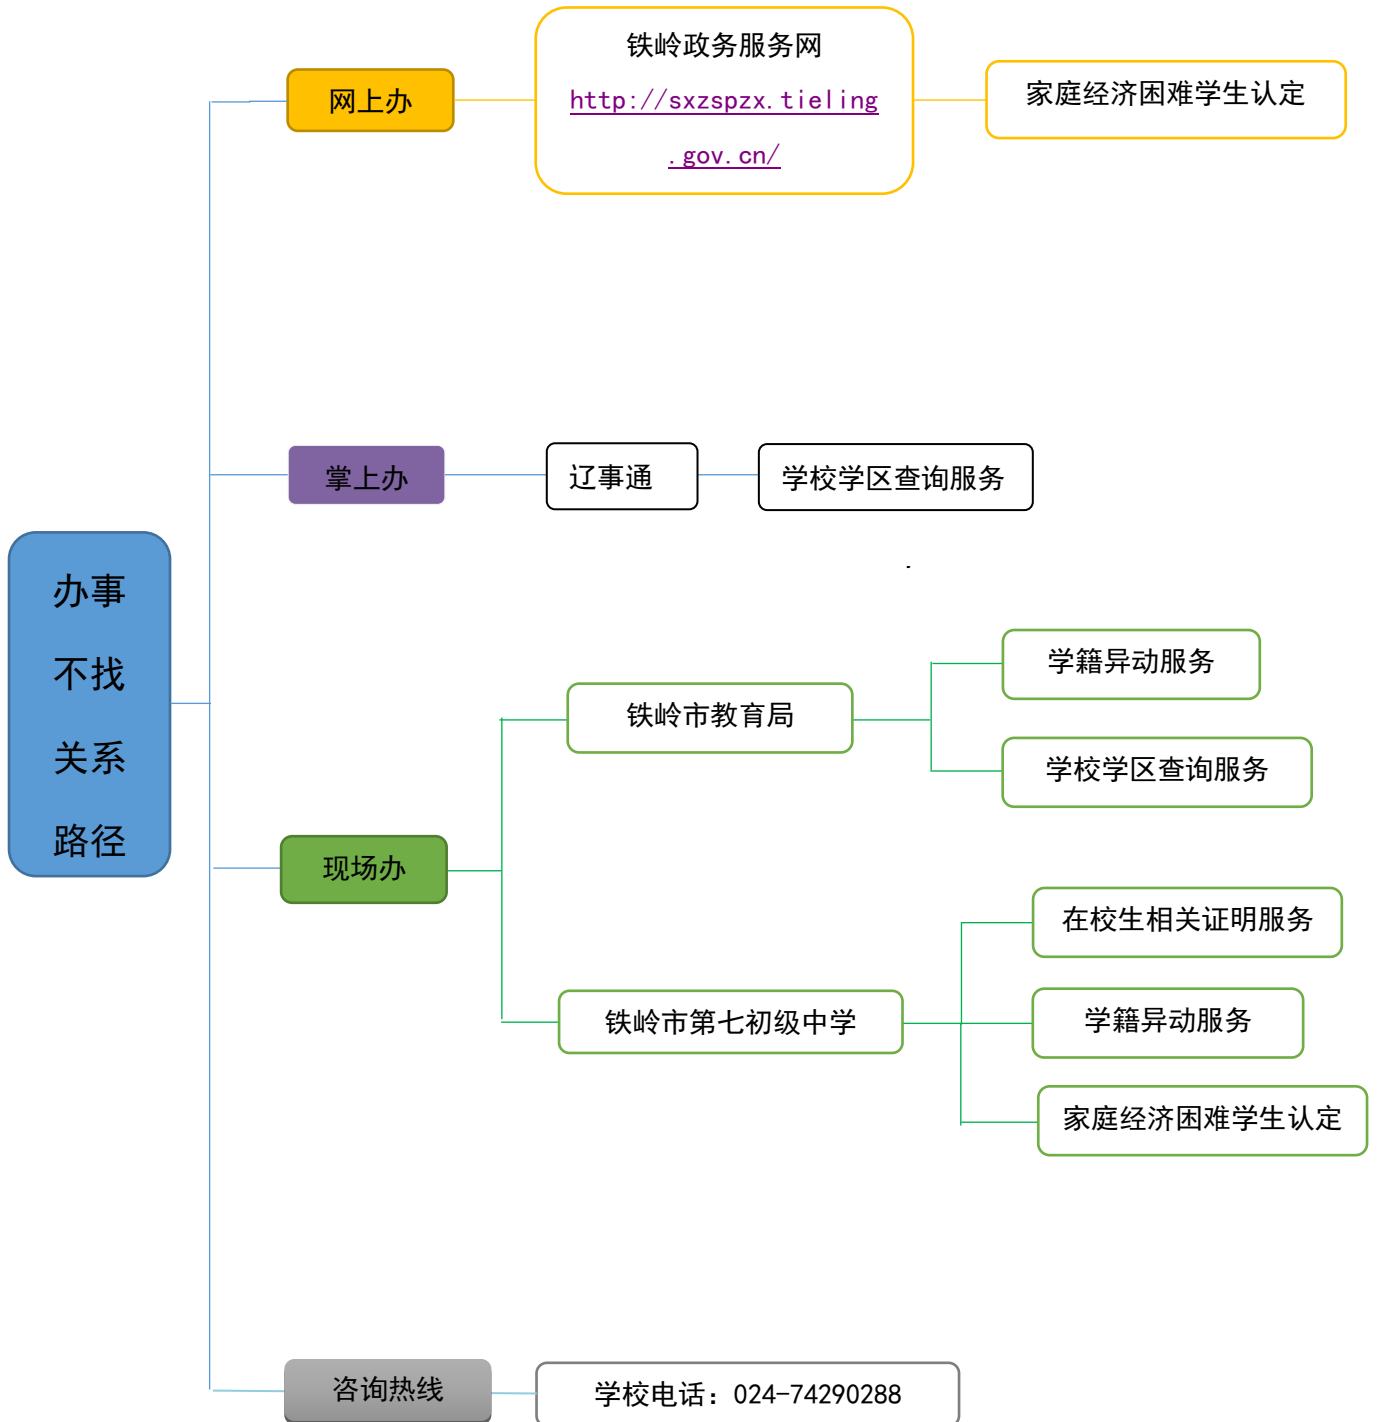 办事
不找
关系
路径
网上办
铁岭政务服务网
http://sxzspzx.tieling
.gov.cn/
家庭经济困难学生认定
掌上办
辽事通
学校学区查询服务
现场办
铁岭市教育局
学籍异动服务
学校学区查询服务
铁岭市第七初级中学
在校生相关证明服务
学籍异动服务
家庭经济困难学生认定
咨询热线
学校电话：024-74290288